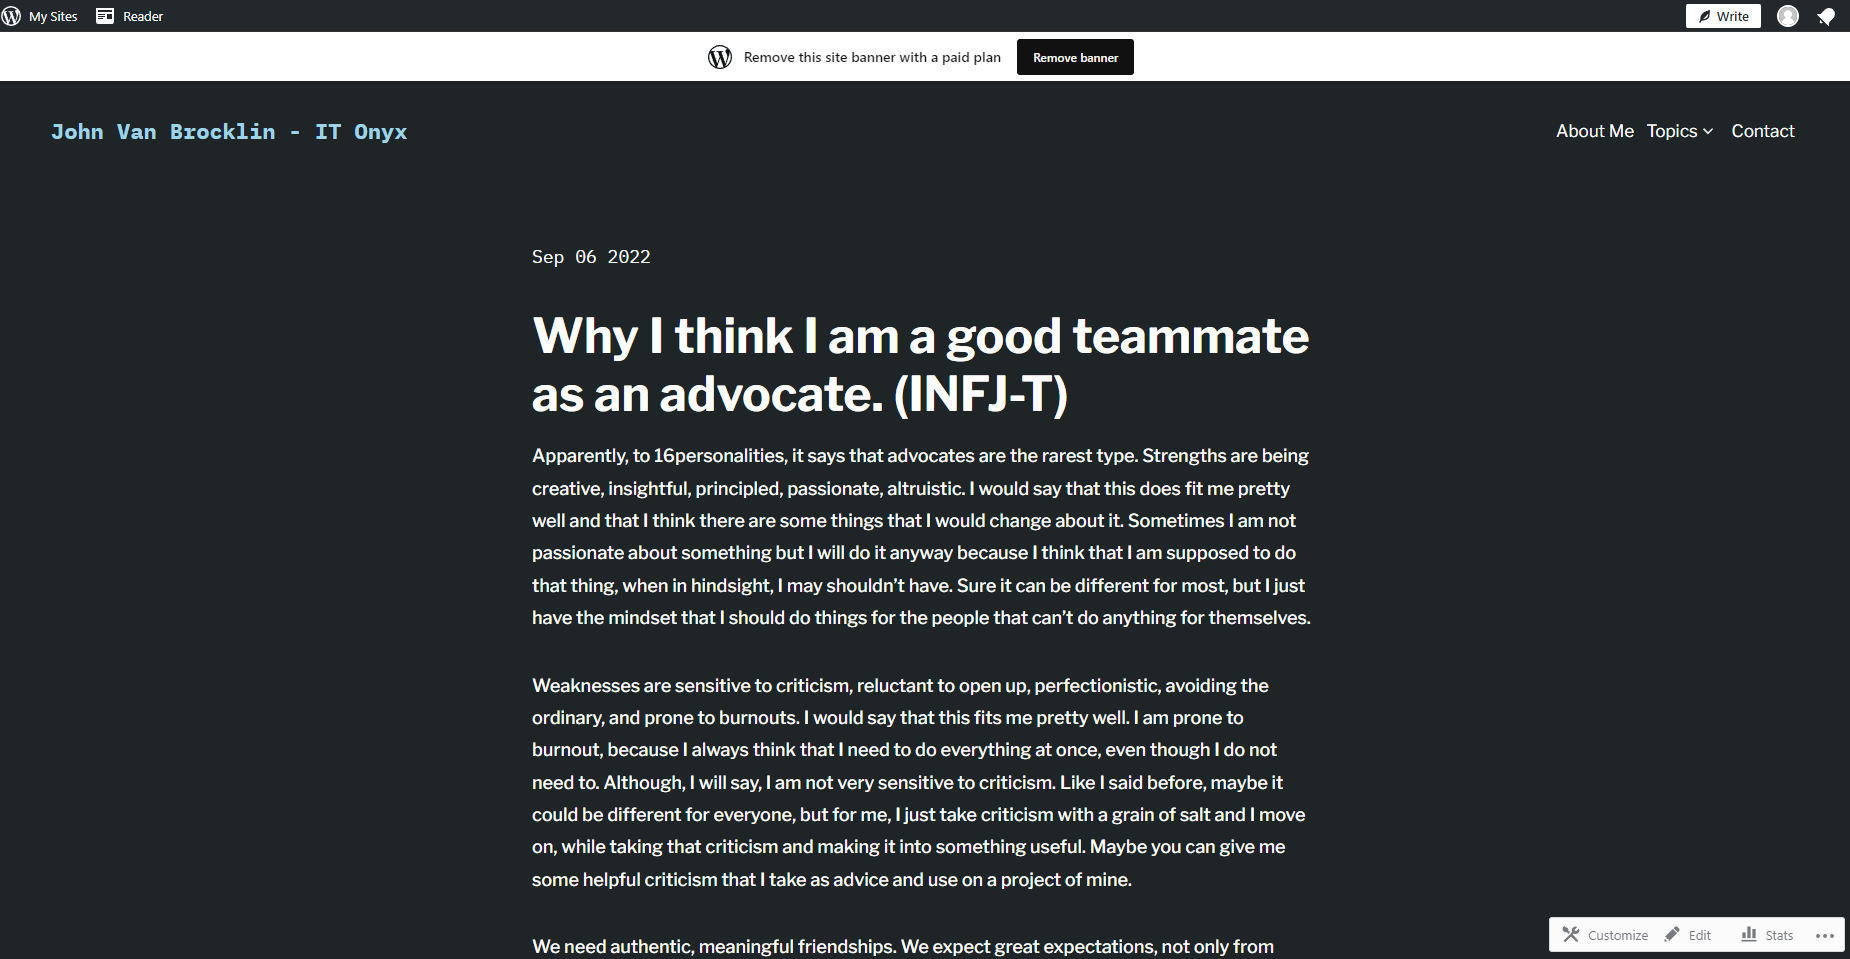 My Sites Reader Write
Remove this site banner with a paid plan Remove banner
John Van Brocklin - IT Onyx About Me Topics Contact
Sep 06 2022
Why I think I am a good teammate
as an advocate. (INFJ-T)
Apparently, to 16personalities, it says that advocates are the rarest type. Strengths are being
creative, insightful, principled, passionate, altruistic. I would say that this does fit me pretty
well and that I think there are some things that I would change about it. Sometimes I am not
passionate about something but I will do it anyway because I think that I am supposed to do
that thing, when in hindsight, I may shouldn’t have. Sure it can be different for most, but I just
have the mindset that I should do things for the people that can’t do anything for themselves.
Weaknesses are sensitive to criticism, reluctant to open up, perfectionistic, avoiding the
ordinary, and prone to burnouts. I would say that this fits me pretty well. I am prone to
burnout, because I always think that I need to do everything at once, even though I do not
need to. Although, I will say, I am not very sensitive to criticism. Like I said before, maybe it
could be different for everyone, but for me, I just take criticism with a grain of salt and I move
on, while taking that criticism and making it into something useful. Maybe you can give me
some helpful criticism that I take as advice and use on a project of mine.
We need authentic, meaningful friendships. We expect great expectations, not only from
Customize Edit Stats